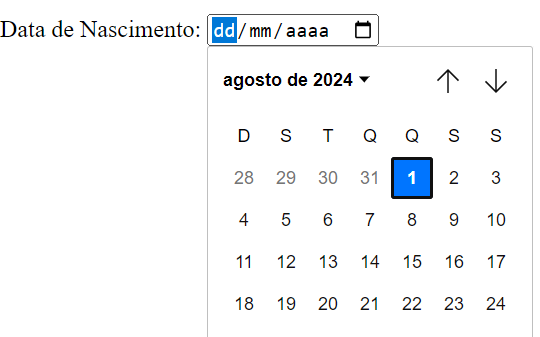 Data de Nascimento: dd/mm/aaaa
agosto de 2024
D S T Q Q S S
28 29 30 31 1 2 3
4 5 6 7 8 9 10
11 12 13 14 15 16 17
18 19 20 21 22 23 24